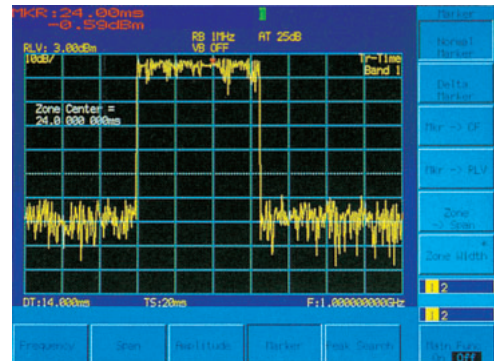 MKR:24.00ms
-0.59dBm
RLV: 3.00dBm
RB 1MHz
AT 25dB
VB OFF
10dB/
Tr-Time
Band 1
Zone Center =
24.0 000 000ms
DT:14.000ms
TS:20ms
F:1.000000000GHz
Marker
Normal
Marker
Delta
Marker
Mkr -> CF
Mkr -> RLV
Zone
-> Span
*
Zone Width
1 2
1 2
Frequency
Span
Amplitude
Marker
Peak Search
Main Func
On Off